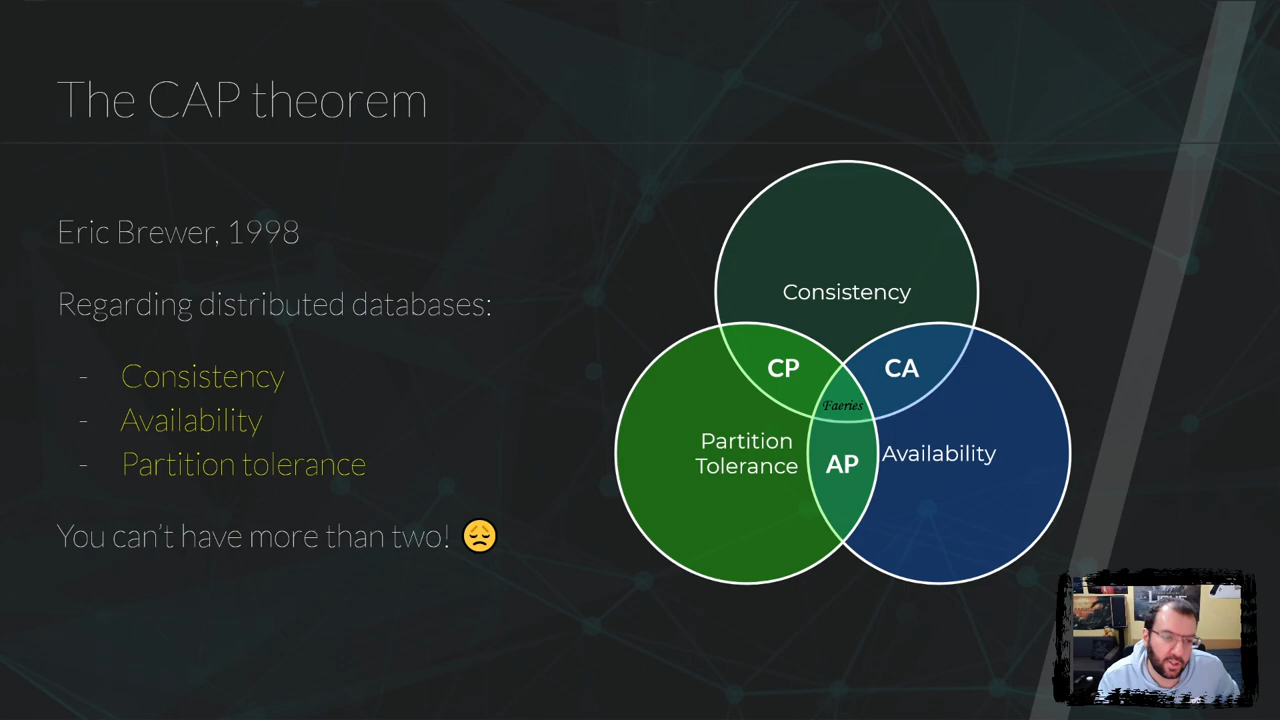 The CAP theorem
Eric Brewer, 1998
Regarding distributed databases:
- Consistency
- Availability
- Partition tolerance
You can't have more than two! 😞
Consistency
CP
CA
Faeries
Partition
Tolerance
AP
Availability